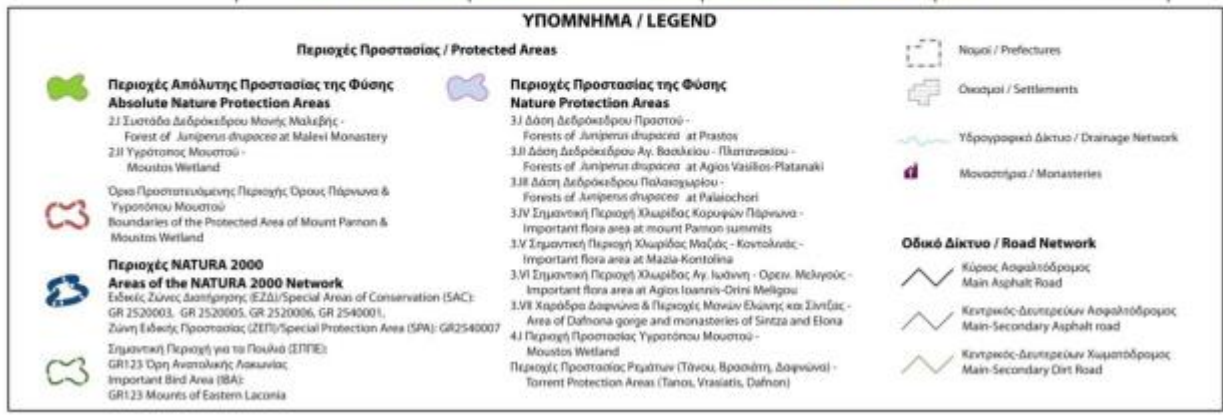 ΥΠΟΜΝΗΜΑ / LEGEND
Περιοχές Προστασίας / Protected Areas
Περιοχές Απόλυτης Προστασίας της Φύσης
Absolute Nature Protection Areas
2.I Συστάδα Δεδρόκεδρου Μονής Μαλεβής -
Forest of Juniperus drupacea at Malevi Monastery
2.II Υγρότοπος Μουστού -
Moustos Wetland
Όρια Προστατευόμενης Περιοχής Όρους Πάρνωνα &
Υγροτόπου Μουστού
Boundaries of the Protected Area of Mount Parnon &
Moustos Wetland
Περιοχές NATURA 2000
Areas of the NATURA 2000 Network
Ειδικές Ζώνες Διατήρησης (ΕΖΔ)/Special Areas of Conservation (SAC):
GR 2520003, GR 2520005, GR 2520006, GR 2540001,
Ζώνη Ειδικής Προστασίας (ΖΕΠ)/Special Protection Area (SPA): GR2540007
Σημαντική Περιοχή για τα Πουλιά (ΣΠΠΕ):
GR123 Όρη Ανατολικής Λακωνίας
Important Bird Area (IBA):
GR123 Mounts of Eastern Laconia
Περιοχές Προστασίας της Φύσης
Nature Protection Areas
3.I Δάση Δεδρόκεδρου Πραστού -
Forests of Juniperus drupacea at Prastos
3.II Δάση Δεδρόκεδρου Αγ. Βασιλείου - Πλατανακίου -
Forests of Juniperus drupacea at Agios Vasilios-Platanaki
3.III Δάση Δεδρόκεδρου Παλαιοχωρίου -
Forests of Juniperus drupacea at Palaiochori
3.IV Σημαντική Περιοχή Χλωρίδας Κορυφών Πάρνωνα -
Important flora area at mount Parnon summits
3.V Σημαντική Περιοχή Χλωρίδας Μαζιάς - Κοντολινάς -
Important flora area at Mazia-Kontolina
3.VI Σημαντική Περιοχή Χλωρίδας Αγ. Ιωάννη - Ορειν. Μελιγούς -
Important flora area at Agios Ioannis-Orini Meligou
3.VII Χαράδρα Δαφνώνα & Περιοχές Μονών Ελώνης και Σίντζας -
Area of Dafnona gorge and monasteries of Sintza and Elona
4.I Περιοχή Προστασίας Υγροτόπου Μουστού -
Moustos Wetland
Περιοχές Προστασίας Ρεμάτων (Τάνου, Βρασιάτη, Δαφνώνα) -
Torrent Protection Areas (Tanos, Vrasiatis, Dafnon)
Νομοί / Prefectures
Οικισμοί / Settlements
Υδρογραφικό Δίκτυο / Drainage Network
Μοναστήρια / Monasteries
Οδικό Δίκτυο / Road Network
Κύριος Ασφαλτόδρομος
Main Asphalt Road
Κεντρικός-Δευτερεύων Ασφαλτόδρομος
Main-Secondary Asphalt road
Κεντρικός-Δευτερεύων Χωματόδρομος
Main-Secondary Dirt Road